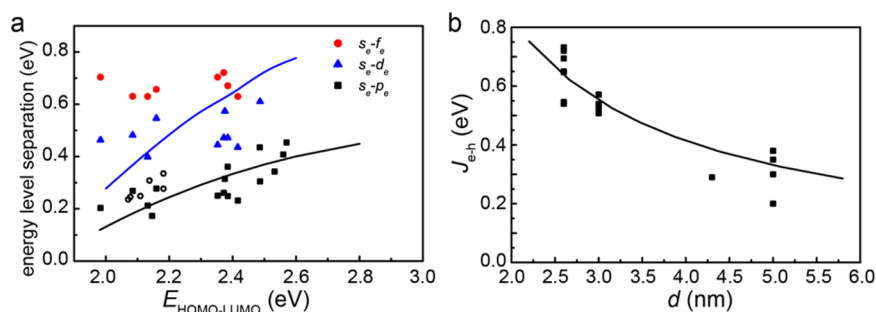 a
energy level separation (eV)
0.8
0.6
0.4
0.2
0.0
s_e-f_e
s_e-d_e
s_e-p_e
2.0 2.2 2.4 2.6 2.8 3.0
E_HOMO-LUMO (eV)
b
J_e-h (eV)
0.8
0.6
0.4
0.2
0.0
2.0 2.5 3.0 3.5 4.0 4.5 5.0 5.5 6.0
d (nm)